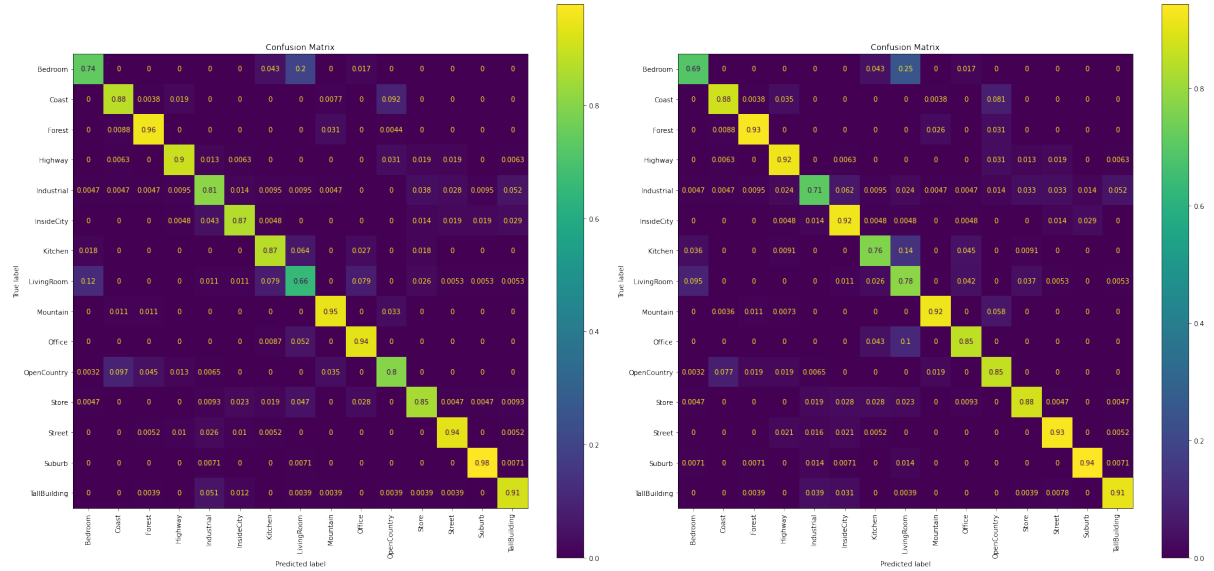 Confusion Matrix
Bedroom 0.74 0 0 0 0 0 0.043 0.2 0 0.017 0 0 0 0 0
Coast 0 0.88 0.0038 0.019 0 0 0 0 0.0077 0 0.092 0 0 0 0
Forest 0 0.0088 0.96 0 0 0 0 0 0.031 0 0.0044 0 0 0 0
Highway 0 0.0063 0 0.9 0.013 0.0063 0 0 0 0 0.031 0.019 0.019 0 0.0063
Industrial 0.0047 0.0047 0.0047 0.0095 0.81 0.014 0.0095 0.0095 0.0047 0 0 0.038 0.028 0.0095 0.052
InsideCity 0 0 0 0.0048 0.043 0.87 0.0048 0 0 0 0 0.014 0.019 0.019 0.029
Kitchen 0.018 0 0 0 0 0 0.87 0.064 0 0.027 0 0.018 0 0 0
LivingRoom 0.12 0 0 0 0.011 0.011 0.079 0.66 0 0.079 0 0.026 0.0053 0.0053 0.0053
Mountain 0 0.011 0.011 0 0 0 0 0 0.95 0 0.033 0 0 0 0
Office 0 0 0 0 0 0 0.0087 0.052 0 0.94 0 0 0 0 0
OpenCountry 0.0032 0.097 0.045 0.013 0.0065 0 0 0 0.035 0 0.8 0 0 0 0
Store 0.0047 0 0 0 0.0093 0.023 0.019 0.047 0 0.028 0 0.85 0.0047 0.0047 0.0093
Street 0 0 0.0052 0.01 0.026 0.01 0.0052 0 0 0 0 0 0.94 0 0.0052
Suburb 0 0 0 0 0.0071 0 0 0.0071 0 0 0 0 0 0.98 0.0071
TallBuilding 0 0 0.0039 0 0.051 0.012 0 0.0039 0.0039 0 0.0039 0.0039 0.0039 0 0.91
True label
Bedroom Coast Forest Highway Industrial InsideCity Kitchen LivingRoom Mountain Office OpenCountry Store Street Suburb TallBuilding
Predicted label
0.8
0.6
0.4
0.2
0.0
Confusion Matrix
Bedroom 0.69 0 0 0 0 0 0.043 0.25 0 0.017 0 0 0 0 0
Coast 0 0.88 0.0038 0.035 0 0 0 0 0.0038 0 0.081 0 0 0 0
Forest 0 0.0088 0.93 0 0 0 0 0 0.026 0 0.031 0 0 0 0
Highway 0 0.0063 0 0.92 0 0.0063 0 0 0 0 0.031 0.013 0.019 0 0.0063
Industrial 0.0047 0.0047 0.0095 0.024 0.71 0.062 0.0095 0.024 0.0047 0.0047 0.014 0.033 0.033 0.014 0.052
InsideCity 0 0 0 0.0048 0.014 0.92 0.0048 0.0048 0 0.0048 0 0 0.014 0.029 0
Kitchen 0.036 0 0 0.0091 0 0 0.76 0.14 0 0.045 0 0.0091 0 0 0
LivingRoom 0.095 0 0 0 0 0.011 0.026 0.78 0 0.042 0 0.037 0.0053 0 0.0053
Mountain 0 0.0036 0.011 0.0073 0 0 0 0 0.92 0 0.058 0 0 0 0
Office 0 0 0 0 0 0 0.043 0.1 0 0.85 0 0 0 0 0
OpenCountry 0.0032 0.077 0.019 0.019 0.0065 0 0 0.0065 0.019 0 0.85 0 0 0 0
Store 0.0047 0 0 0 0.019 0.028 0.028 0.023 0 0.0093 0 0.88 0.0047 0 0.0047
Street 0 0 0 0.021 0.016 0.021 0.0052 0 0 0 0 0 0.93 0 0.0052
Suburb 0.0071 0 0.0071 0 0.014 0.0071 0 0.014 0 0 0 0 0 0.94 0.0071
TallBuilding 0 0 0.0039 0 0.039 0.031 0 0.0039 0 0 0 0.0039 0.0078 0 0.91
True label
Bedroom Coast Forest Highway Industrial InsideCity Kitchen LivingRoom Mountain Office OpenCountry Store Street Suburb TallBuilding
Predicted label
0.8
0.6
0.4
0.2
0.0